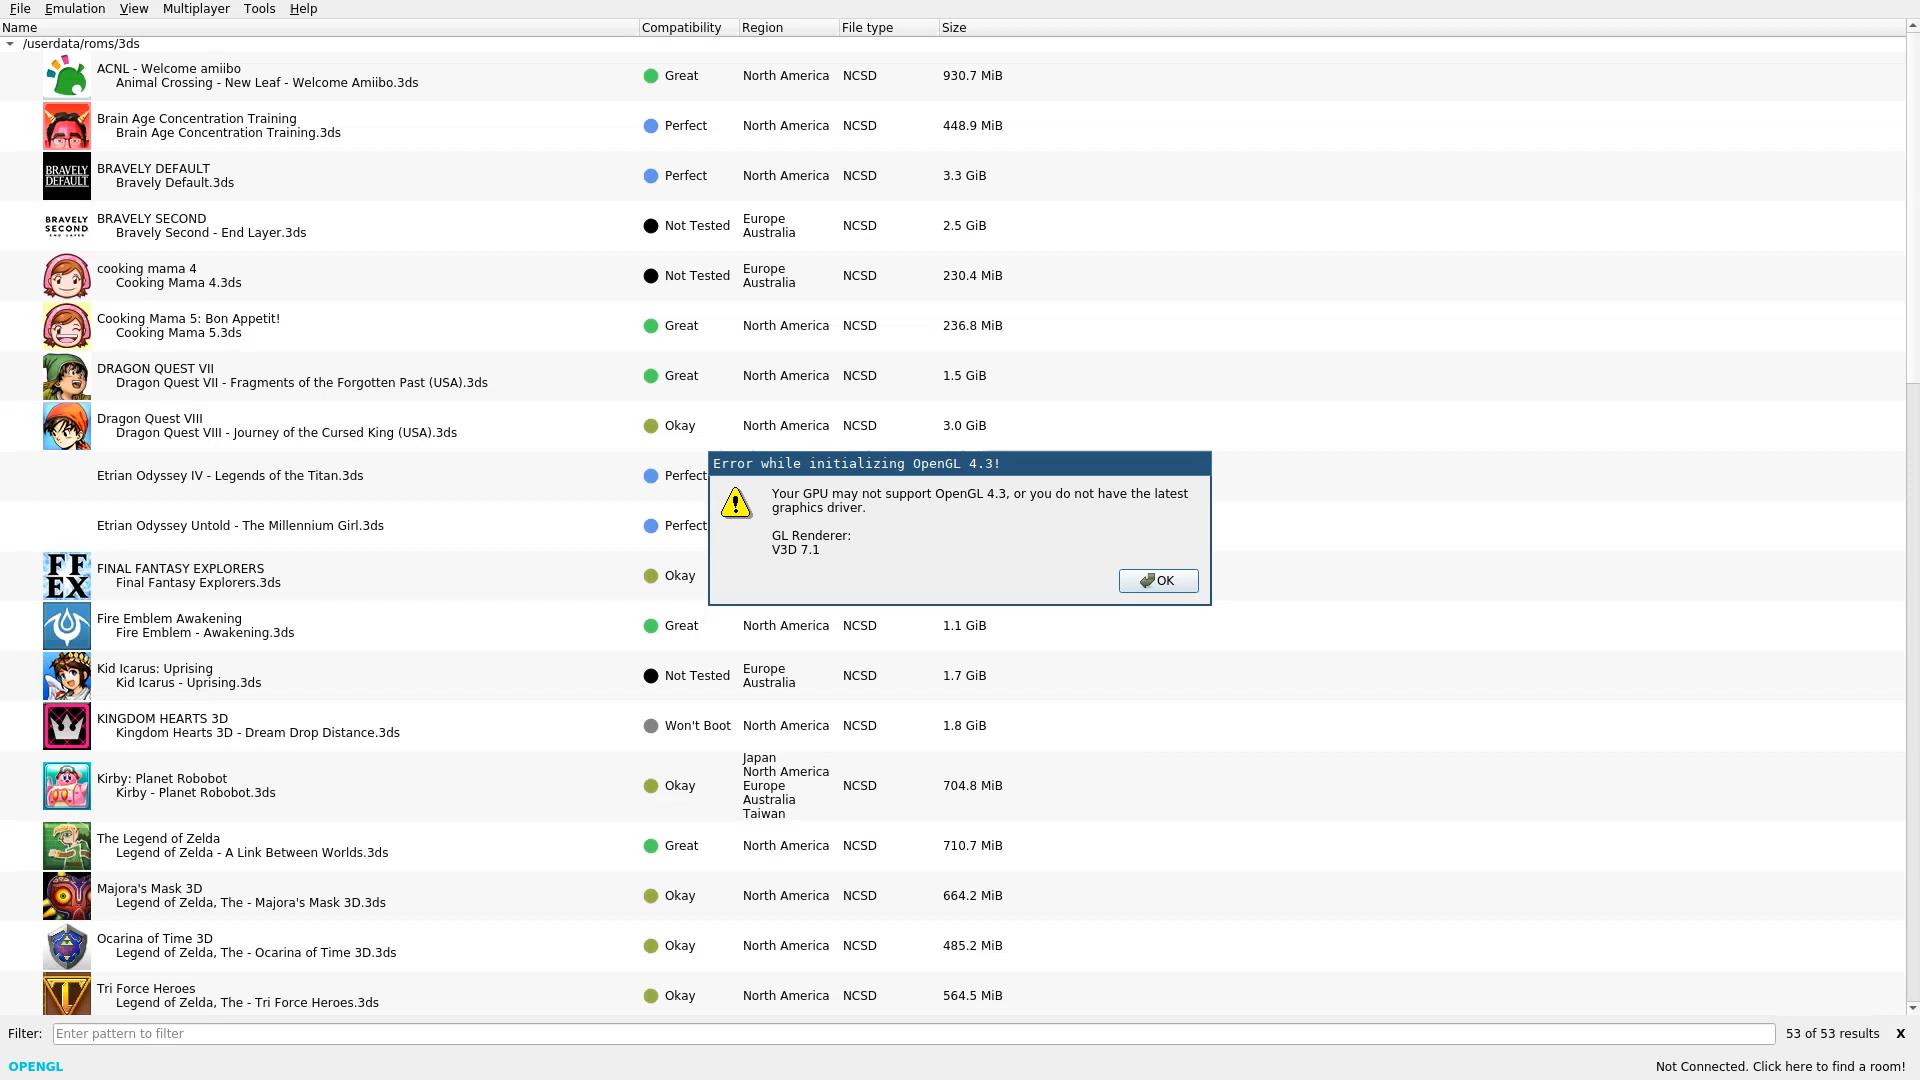 File Emulation View Multiplayer Tools Help
Name Compatibility Region File type Size
/userdata/roms/3ds
ACNL - Welcome amiibo
Animal Crossing - New Leaf - Welcome Amiibo.3ds
Great North America NCSD 930.7 MiB
Brain Age Concentration Training
Brain Age Concentration Training.3ds
Perfect North America NCSD 448.9 MiB
BRAVELY DEFAULT
BRAVELY DEFAULT
Bravely Default.3ds
Perfect North America NCSD 3.3 GiB
BRAVELY SECOND
BRAVELY SECOND
Bravely Second - End Layer.3ds
Not Tested Europe Australia NCSD 2.5 GiB
cooking mama 4
Cooking Mama 4.3ds
Not Tested Europe Australia NCSD 230.4 MiB
Cooking Mama 5: Bon Appetit!
Cooking Mama 5.3ds
Great North America NCSD 236.8 MiB
DRAGON QUEST VII
Dragon Quest VII - Fragments of the Forgotten Past (USA).3ds
Great North America NCSD 1.5 GiB
Dragon Quest VIII
Dragon Quest VIII - Journey of the Cursed King (USA).3ds
Okay North America NCSD 3.0 GiB
Etrian Odyssey IV - Legends of the Titan.3ds
Perfect
Etrian Odyssey Untold - The Millennium Girl.3ds
Perfect
Error while initializing OpenGL 4.3!
Your GPU may not support OpenGL 4.3, or you do not have the latest
graphics driver.
GL Renderer:
V3D 7.1
OK
FF
EX
FINAL FANTASY EXPLORERS
Final Fantasy Explorers.3ds
Okay
Fire Emblem Awakening
Fire Emblem - Awakening.3ds
Great North America NCSD 1.1 GiB
Kid Icarus: Uprising
Kid Icarus - Uprising.3ds
Not Tested Europe Australia NCSD 1.7 GiB
KINGDOM HEARTS 3D
Kingdom Hearts 3D - Dream Drop Distance.3ds
Won't Boot North America NCSD 1.8 GiB
Kirby: Planet Robobot
Kirby - Planet Robobot.3ds
Okay Japan North America Europe Australia Taiwan NCSD 704.8 MiB
The Legend of Zelda
Legend of Zelda - A Link Between Worlds.3ds
Great North America NCSD 710.7 MiB
Majora's Mask 3D
Legend of Zelda, The - Majora's Mask 3D.3ds
Okay North America NCSD 664.2 MiB
Ocarina of Time 3D
Legend of Zelda, The - Ocarina of Time 3D.3ds
Okay North America NCSD 485.2 MiB
Tri Force Heroes
Legend of Zelda, The - Tri Force Heroes.3ds
Okay North America NCSD 564.5 MiB
Filter: Enter pattern to filter 53 of 53 results X
OPENGL Not Connected. Click here to find a room!